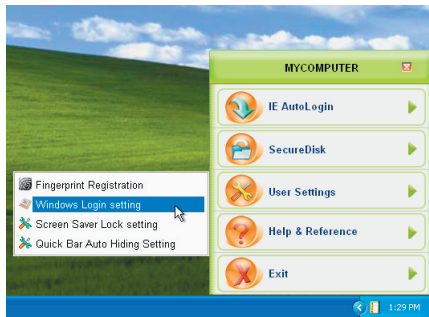 MYCOMPUTER
IE AutoLogin
SecureDisk
Fingerprint Registration
Windows Login setting
User Settings
Screen Saver Lock setting
Quick Bar Auto Hiding Setting
Help & Reference
Exit
1:29 PM